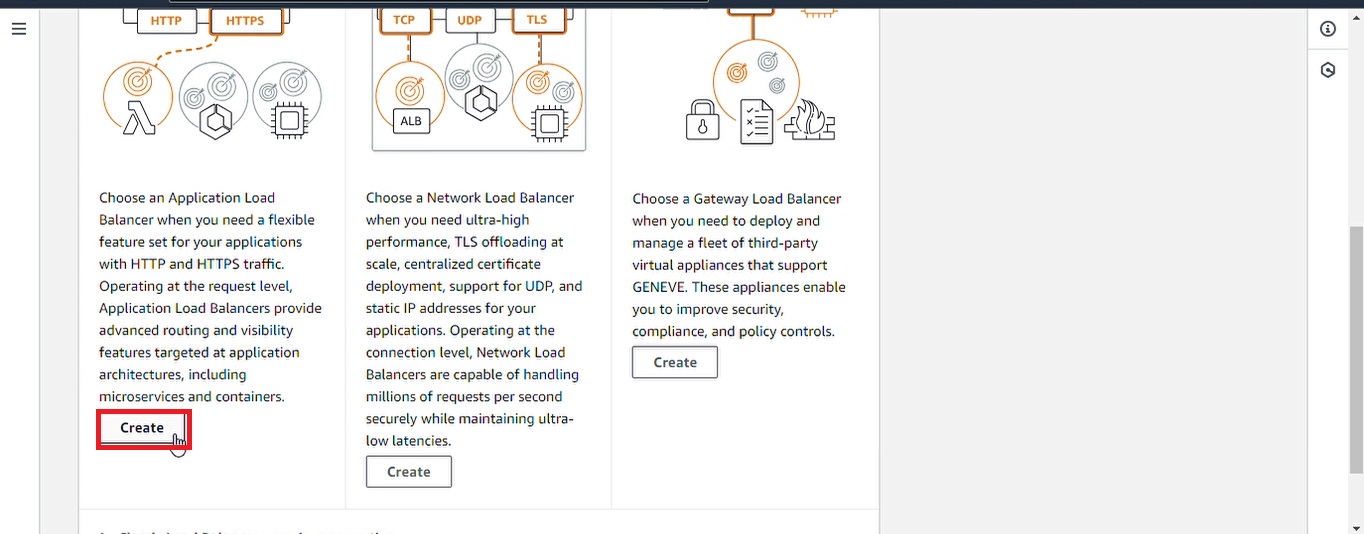 HTTP
HTTPS
TCP
UDP
TLS
ALB
Choose an Application Load
Balancer when you need a flexible
feature set for your applications
with HTTP and HTTPS traffic.
Operating at the request level,
Application Load Balancers provide
advanced routing and visibility
features targeted at application
architectures, including
microservices and containers.
Create
Choose a Network Load Balancer
when you need ultra-high
performance, TLS offloading at
scale, centralized certificate
deployment, support for UDP, and
static IP addresses for your
applications. Operating at the
connection level, Network Load
Balancers are capable of handling
millions of requests per second
securely while maintaining ultra-
low latencies.
Create
Choose a Gateway Load Balancer
when you need to deploy and
manage a fleet of third-party
virtual appliances that support
GENEVE. These appliances enable
you to improve security,
compliance, and policy controls.
Create